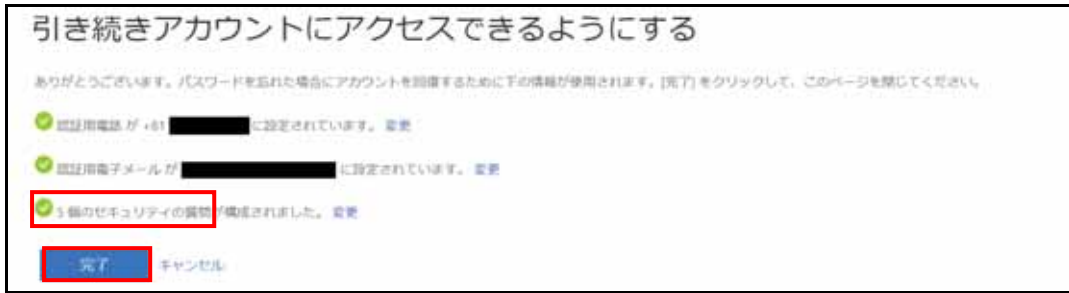 引き続きアカウントにアクセスできるようにする
ありがとうございます。パスワードを忘れた場合にアカウントを回復するために下の情報が使用されます。[完了] をクリックして、このページを閉じてください。
認証用電話 が +81 に設定されています。 変更
認証用電子メール が に設定されています。 変更
5 個のセキュリティの質問が構成されました。 変更
完了 キャンセル